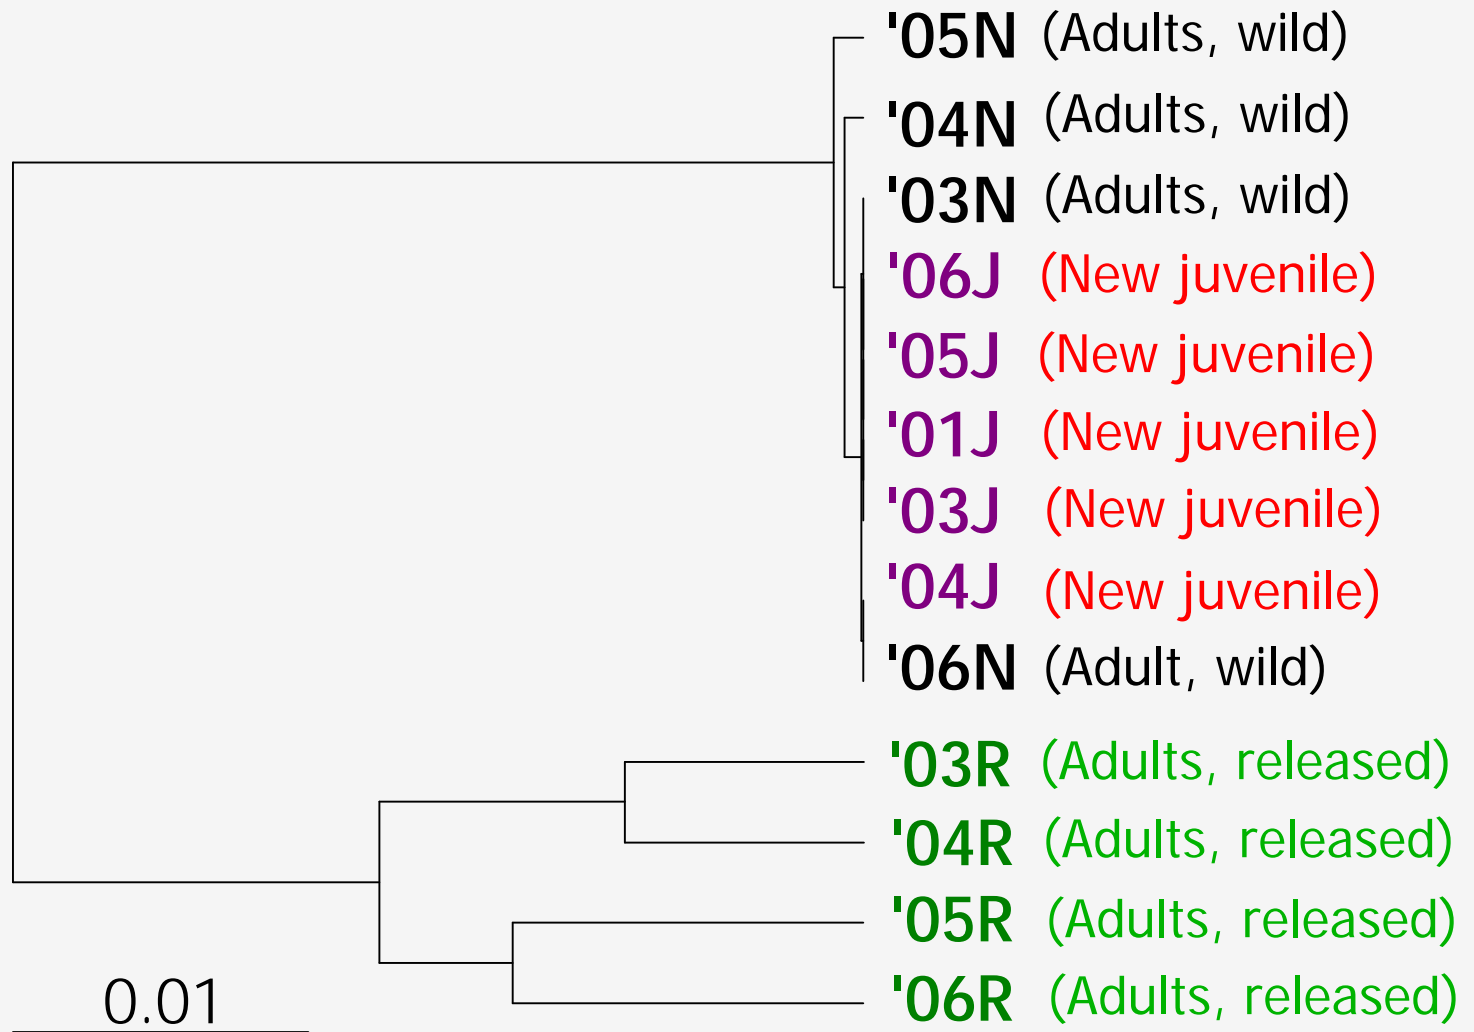 '05N (Adults, wild)
'04N (Adults, wild)
'03N (Adults, wild)
'06J (New juvenile)
'05J (New juvenile)
'01J (New juvenile)
'03J (New juvenile)
'04J (New juvenile)
'06N (Adult, wild)
'03R (Adults, released)
'04R (Adults, released)
'05R (Adults, released)
'06R (Adults, released)
0.01